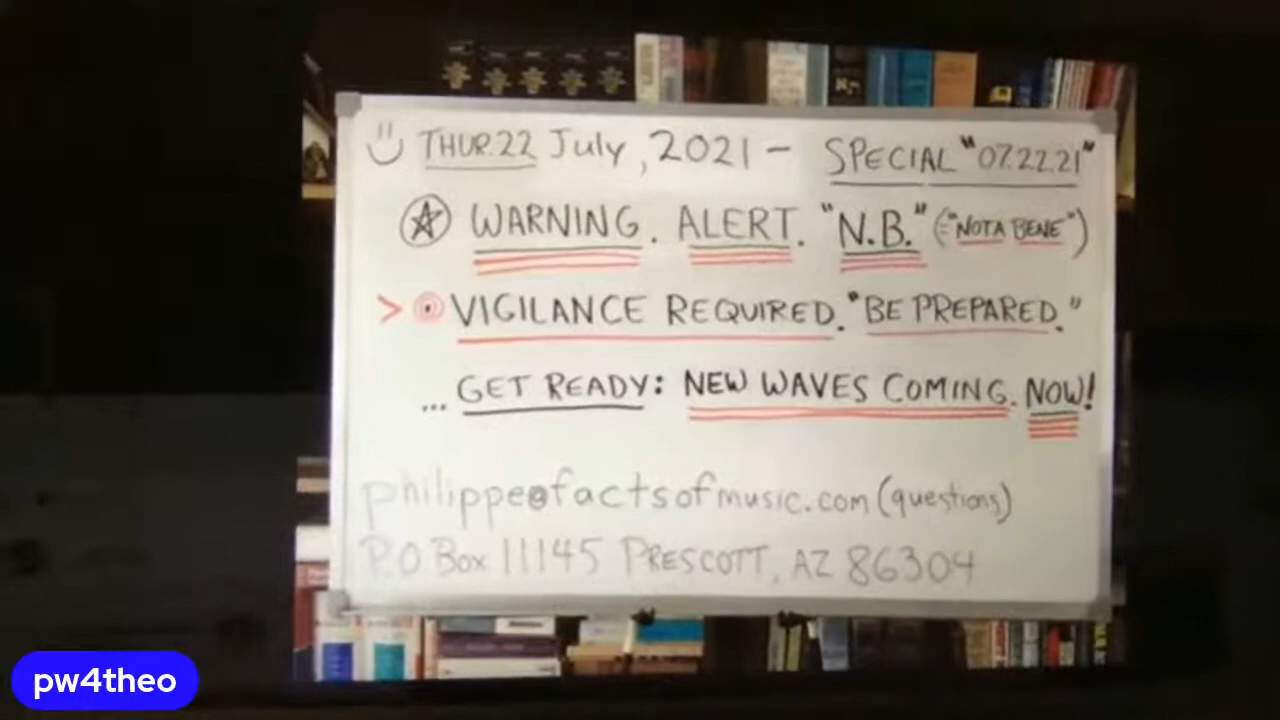 THUR.22 July, 2021 - SPECIAL "07.22.21"
WARNING. ALERT. "N.B." (="NOTA BENE")
> VIGILANCE REQUIRED. "BE PREPARED."
... GET READY: NEW WAVES COMING. NOW!
philippe@factsofmusic.com (questions)
P.O Box 11145 PRESCOTT, AZ 86304
pw4theo